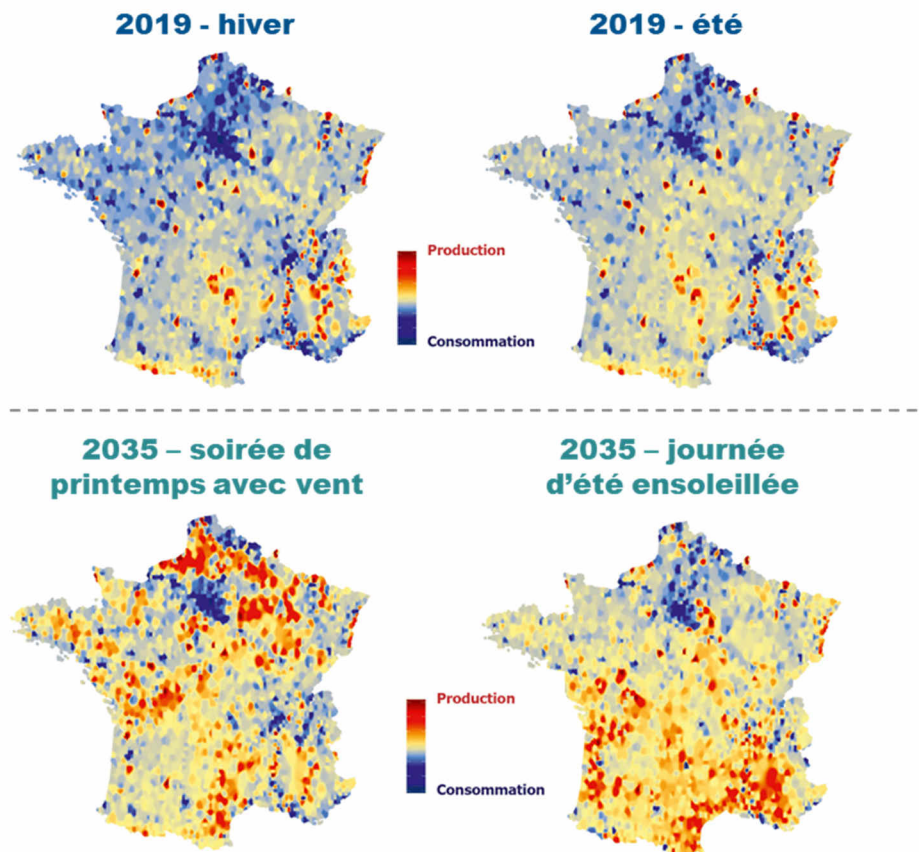 2019 - hiver
2019 - été
Production
Consommation
2035 – soirée de
printemps avec vent
2035 – journée
d’été ensoleillée
Production
Consommation